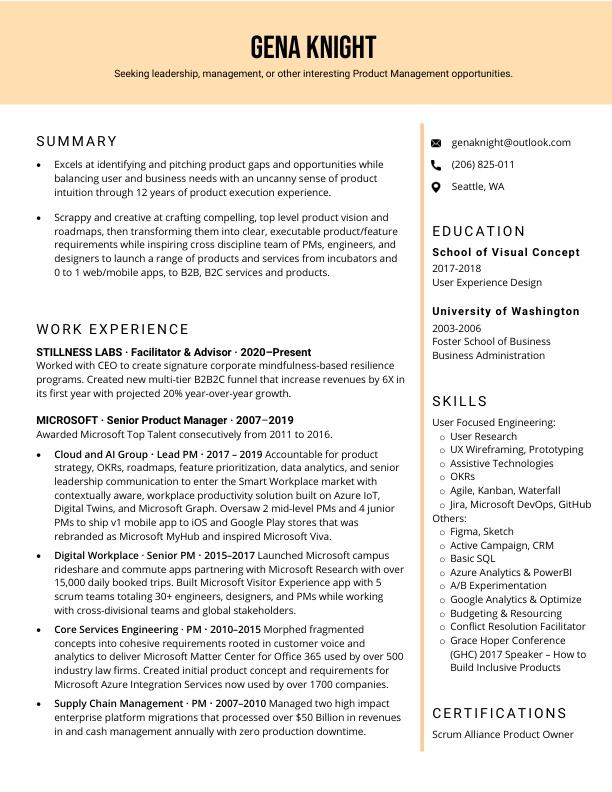 GENA KNIGHT
Seeking leadership, management, or other interesting Product Management opportunities.
SUMMARY
• Excels at identifying and pitching product gaps and opportunities while
balancing user and business needs with an uncanny sense of product
intuition through 12 years of product execution experience.
• Scrappy and creative at crafting compelling, top level product vision and
roadmaps, then transforming them into clear, executable product/feature
requirements while inspiring cross discipline team of PMs, engineers, and
designers to launch a range of products and services from incubators and
0 to 1 web/mobile apps, to B2B, B2C services and products.
WORK EXPERIENCE
STILLNESS LABS · Facilitator & Advisor · 2020–Present
Worked with CEO to create signature corporate mindfulness-based resilience
programs. Created new multi-tier B2B2C funnel that increase revenues by 6X in
its first year with projected 20% year-over-year growth.
MICROSOFT · Senior Product Manager · 2007–2019
Awarded Microsoft Top Talent consecutively from 2011 to 2016.
• Cloud and AI Group · Lead PM · 2017 – 2019 Accountable for product
strategy, OKRs, roadmaps, feature prioritization, data analytics, and senior
leadership communication to enter the Smart Workplace market with
contextually aware, workplace productivity solution built on Azure IoT,
Digital Twins, and Microsoft Graph. Oversaw 2 mid-level PMs and 4 junior
PMs to ship v1 mobile app to iOS and Google Play stores that was
rebranded as Microsoft MyHub and inspired Microsoft Viva.
• Digital Workplace · Senior PM · 2015–2017 Launched Microsoft campus
rideshare and commute apps partnering with Microsoft Research with over
15,000 daily booked trips. Built Microsoft Visitor Experience app with 5
scrum teams totaling 30+ engineers, designers, and PMs while working
with cross-divisional teams and global stakeholders.
• Core Services Engineering · PM · 2010–2015 Morphed fragmented
concepts into cohesive requirements rooted in customer voice and
analytics to deliver Microsoft Matter Center for Office 365 used by over 500
industry law firms. Created initial product concept and requirements for
Microsoft Azure Integration Services now used by over 1700 companies.
• Supply Chain Management · PM · 2007–2010 Managed two high impact
enterprise platform migrations that processed over $50 Billion in revenues
in and cash management annually with zero production downtime.
genaknight@outlook.com
(206) 825-011
Seattle, WA
EDUCATION
School of Visual Concept
2017-2018
User Experience Design
University of Washington
2003-2006
Foster School of Business
Business Administration
SKILLS
User Focused Engineering:
○ User Research
○ UX Wireframing, Prototyping
○ Assistive Technologies
○ OKRs
○ Agile, Kanban, Waterfall
○ Jira, Microsoft DevOps, GitHub
Others:
○ Figma, Sketch
○ Active Campaign, CRM
○ Basic SQL
○ Azure Analytics & PowerBI
○ A/B Experimentation
○ Google Analytics & Optimize
○ Budgeting & Resourcing
○ Conflict Resolution Facilitator
○ Grace Hoper Conference
(GHC) 2017 Speaker – How to
Build Inclusive Products
CERTIFICATIONS
Scrum Alliance Product Owner